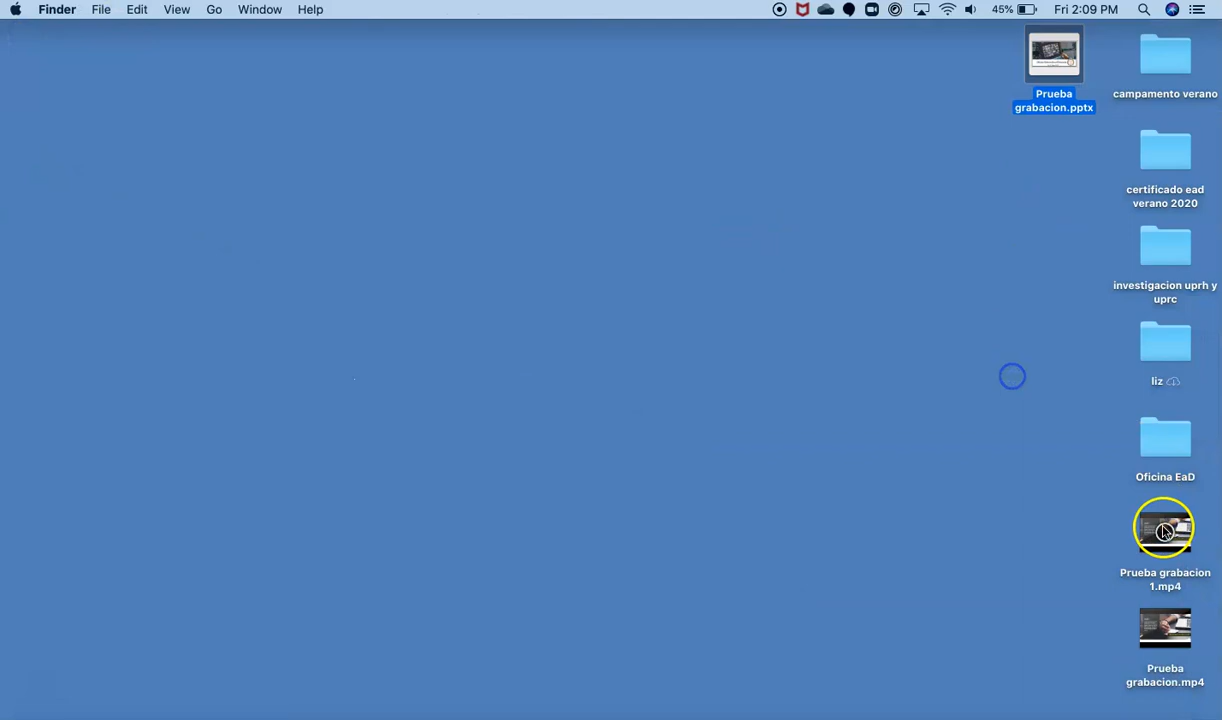 Finder File Edit View Go Window Help 45% Fri 2:09 PM
Prueba
grabacion.pptx
campamento verano
certificado ead
verano 2020
investigacion uprh y
uprc
liz
Oficina EaD
Prueba grabacion
1.mp4
Prueba
grabacion.mp4